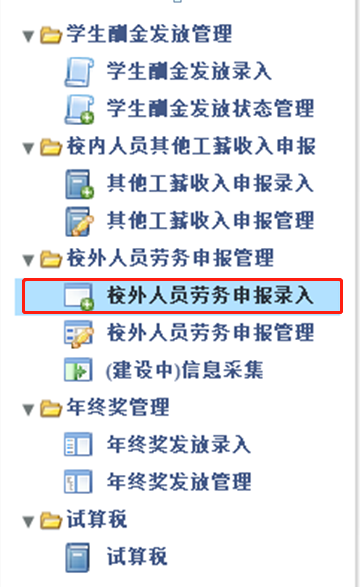 学生酬金发放管理
学生酬金发放录入
学生酬金发放状态管理
校内人员其他工薪收入申报
其他工薪收入申报录入
其他工薪收入申报管理
校外人员劳务申报管理
校外人员劳务申报录入
校外人员劳务申报管理
(建设中)信息采集
年终奖管理
年终奖发放录入
年终奖发放管理
试算税
试算税